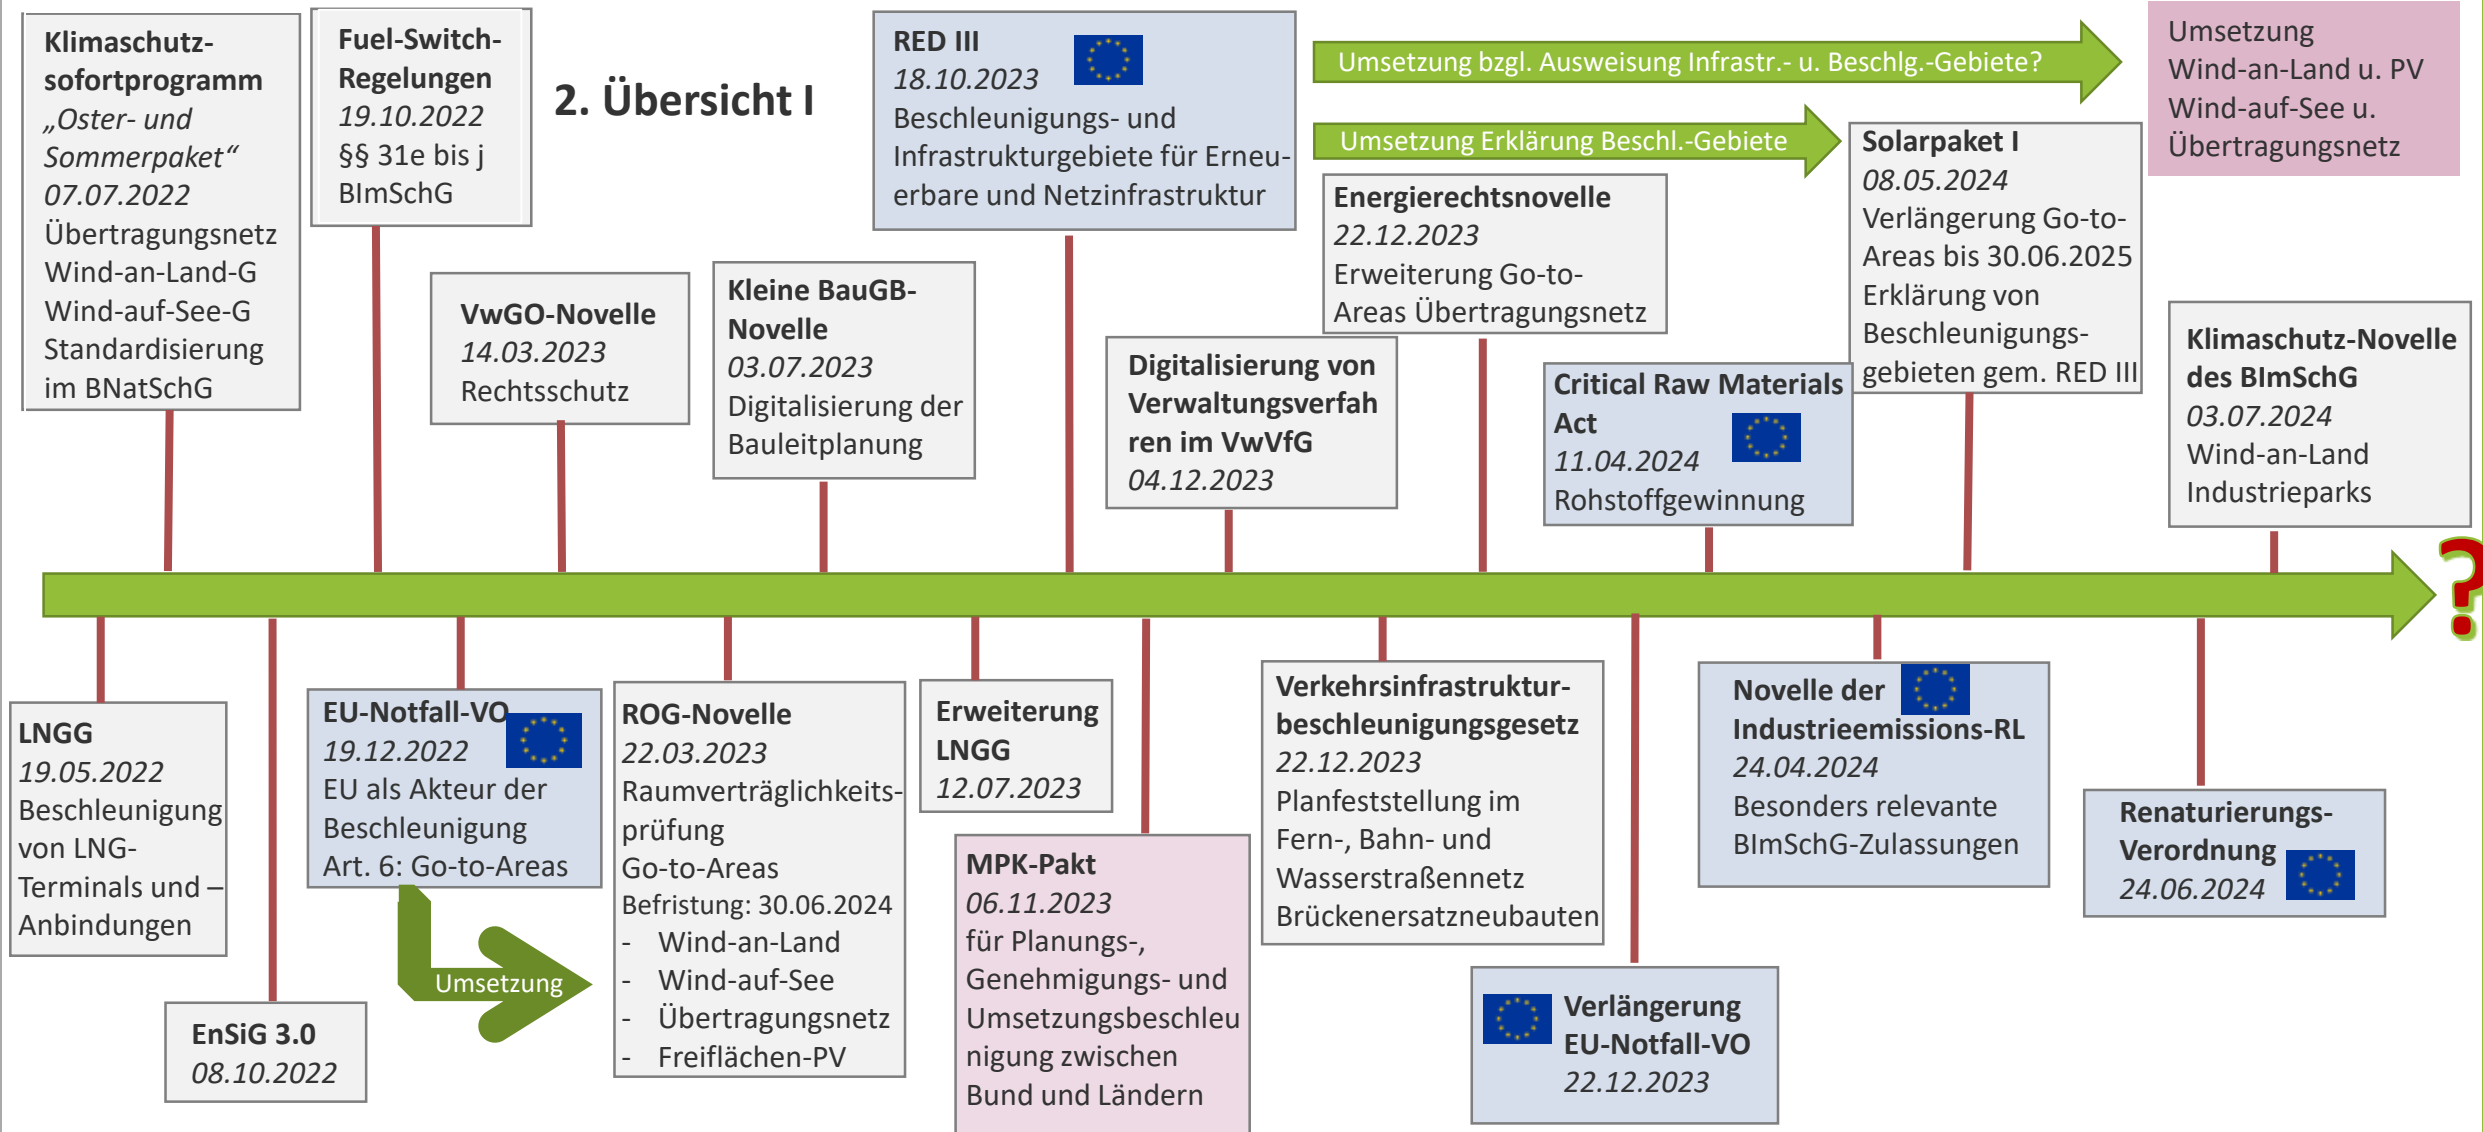 Klimaschutz-
sofortprogramm
„Oster- und
Sommerpaket“
07.07.2022
Übertragungsnetz
Wind-an-Land-G
Wind-auf-See-G
Standardisierung
im BNatSchG
Fuel-Switch-
Regelungen
19.10.2022
§§ 31e bis j
BImSchG
2. Übersicht I
RED III
18.10.2023
Beschleunigungs- und
Infrastrukturgebiete für Erneu-
erbare und Netzinfrastruktur
Umsetzung bzgl. Ausweisung Infrastr.- u. Beschlg.-Gebiete?
Umsetzung Erklärung Beschl.-Gebiete
Umsetzung
Wind-an-Land u. PV
Wind-auf-See u.
Übertragungsnetz
VwGO-Novelle
14.03.2023
Rechtsschutz
Kleine BauGB-
Novelle
03.07.2023
Digitalisierung der
Bauleitplanung
Digitalisierung von
Verwaltungsverfah
ren im VwVfG
04.12.2023
Energierechtsnovelle
22.12.2023
Erweiterung Go-to-
Areas Übertragungsnetz
Critical Raw Materials
Act
11.04.2024
Rohstoffgewinnung
Solarpaket I
08.05.2024
Verlängerung Go-to-
Areas bis 30.06.2025
Erklärung von
Beschleunigungs-
gebieten gem. RED III
Klimaschutz-Novelle
des BImSchG
03.07.2024
Wind-an-Land
Industrieparks
?
LNGG
19.05.2022
Beschleunigung
von LNG-
Terminals und –
Anbindungen
EnSiG 3.0
08.10.2022
EU-Notfall-VO
19.12.2022
EU als Akteur der
Beschleunigung
Art. 6: Go-to-Areas
Umsetzung
ROG-Novelle
22.03.2023
Raumverträglichkeits-
prüfung
Go-to-Areas
Befristung: 30.06.2024
- Wind-an-Land
- Wind-auf-See
- Übertragungsnetz
- Freiflächen-PV
Erweiterung
LNGG
12.07.2023
MPK-Pakt
06.11.2023
für Planungs-,
Genehmigungs- und
Umsetzungsbeschleu
nigung zwischen
Bund und Ländern
Verkehrsinfrastruktur-
beschleunigungsgesetz
22.12.2023
Planfeststellung im
Fern-, Bahn- und
Wasserstraßennetz
Brückenersatzneubauten
Verlängerung
EU-Notfall-VO
22.12.2023
Novelle der
Industrieemissions-RL
24.04.2024
Besonders relevante
BImSchG-Zulassungen
Renaturierungs-
Verordnung
24.06.2024